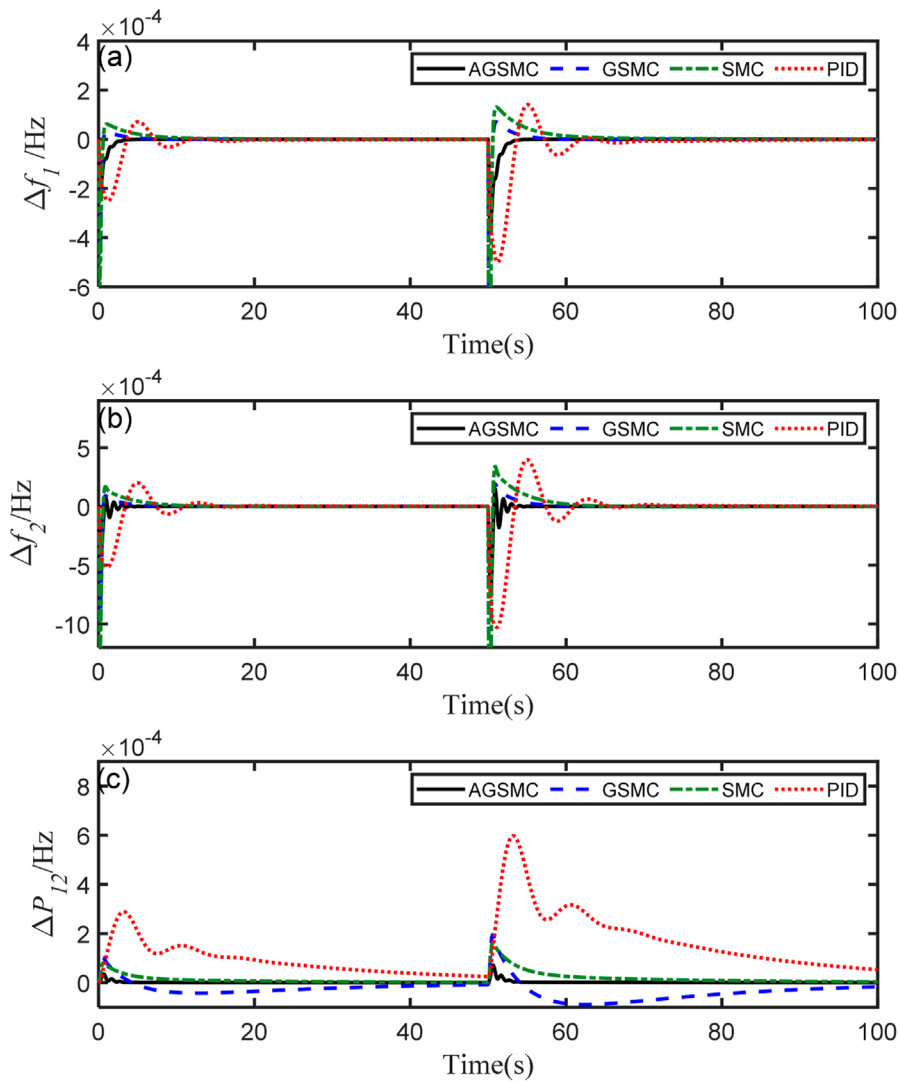 ×10⁻⁴
(a)
AGSMC GSMC SMC PID
4
2
0
-2
-4
-6
Δf₁/Hz
0 20 40 60 80 100
Time(s)
×10⁻⁴
(b)
AGSMC GSMC SMC PID
5
0
-5
-10
Δf₂/Hz
0 20 40 60 80 100
Time(s)
×10⁻⁴
(c)
AGSMC GSMC SMC PID
8
6
4
2
0
ΔP₁₂/Hz
0 20 40 60 80 100
Time(s)